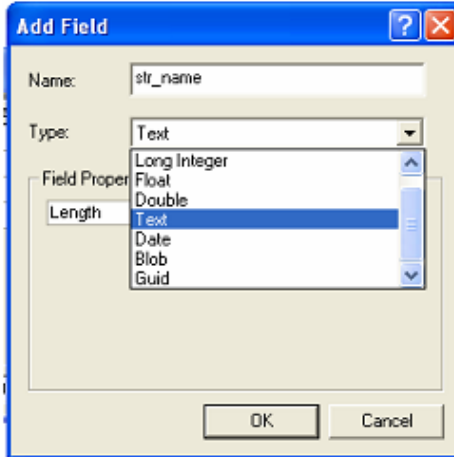 Add Field
Name: str_name
Type: Text
Long Integer
Field Proper Float
Double
Length Text
Date
Blob
Guid
OK Cancel